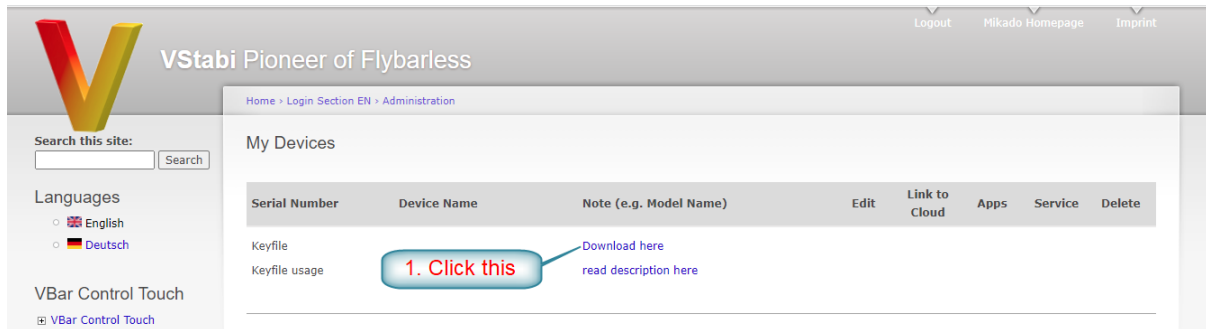 Logout Mikado Homepage Imprint
VStabi Pioneer of Flybarless
Home › Login Section EN › Administration
Search this site:
Search
Languages
English
Deutsch
VBar Control Touch
VBar Control Touch
My Devices
Serial Number Device Name Note (e.g. Model Name) Edit Link to Cloud Apps Service Delete
Keyfile Download here
Keyfile usage read description here
1. Click this